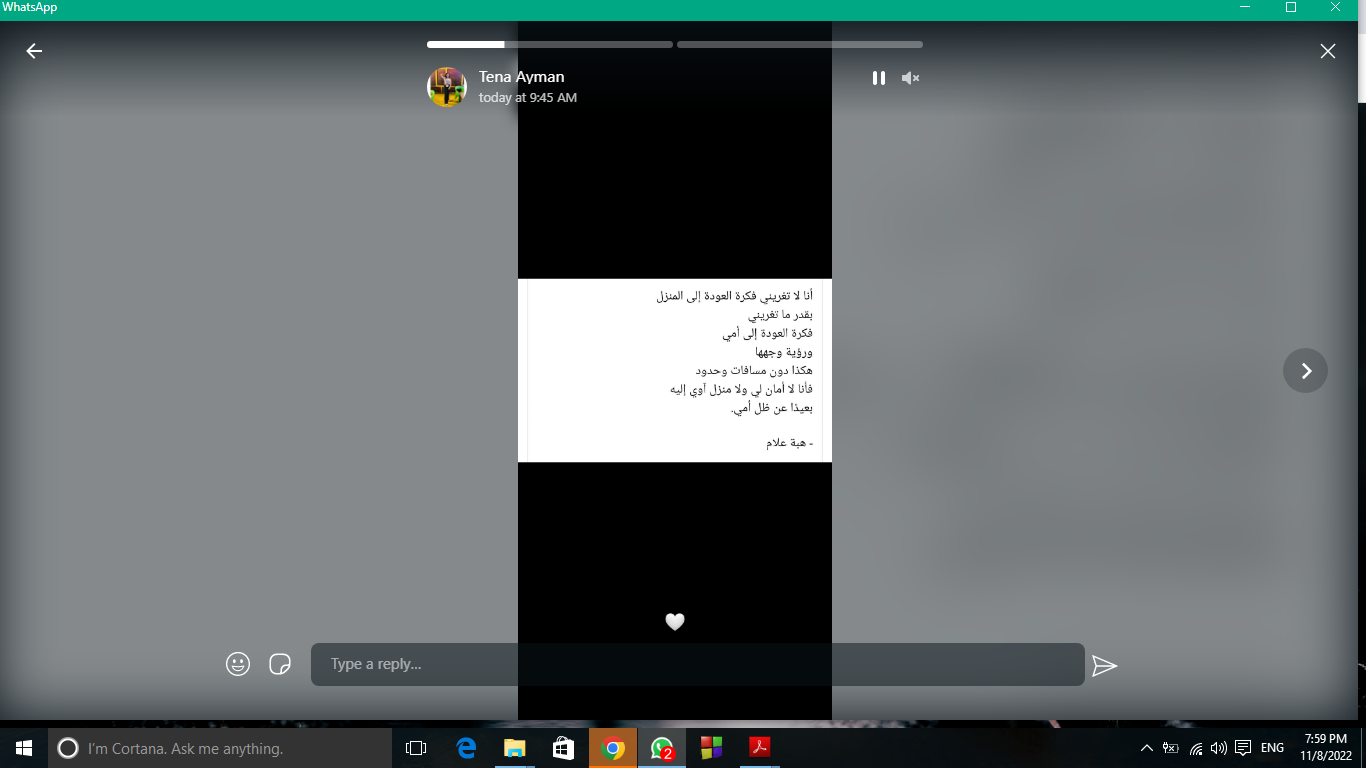 WhatsApp
Tena Ayman
today at 9:45 AM
أنا لا تغريني فكرة العودة إلى المنزل
بقدر ما تغريني
فكرة العودة إلى أمي
ورؤية وجهها
هكذا دون مسافات وحدود
فأنا لا أمان لي ولا منزل آوي إليه
بعيدًا عن ظل أمي.
- هبة علام
Type a reply...
I'm Cortana. Ask me anything.
2
ENG
7:59 PM
11/8/2022